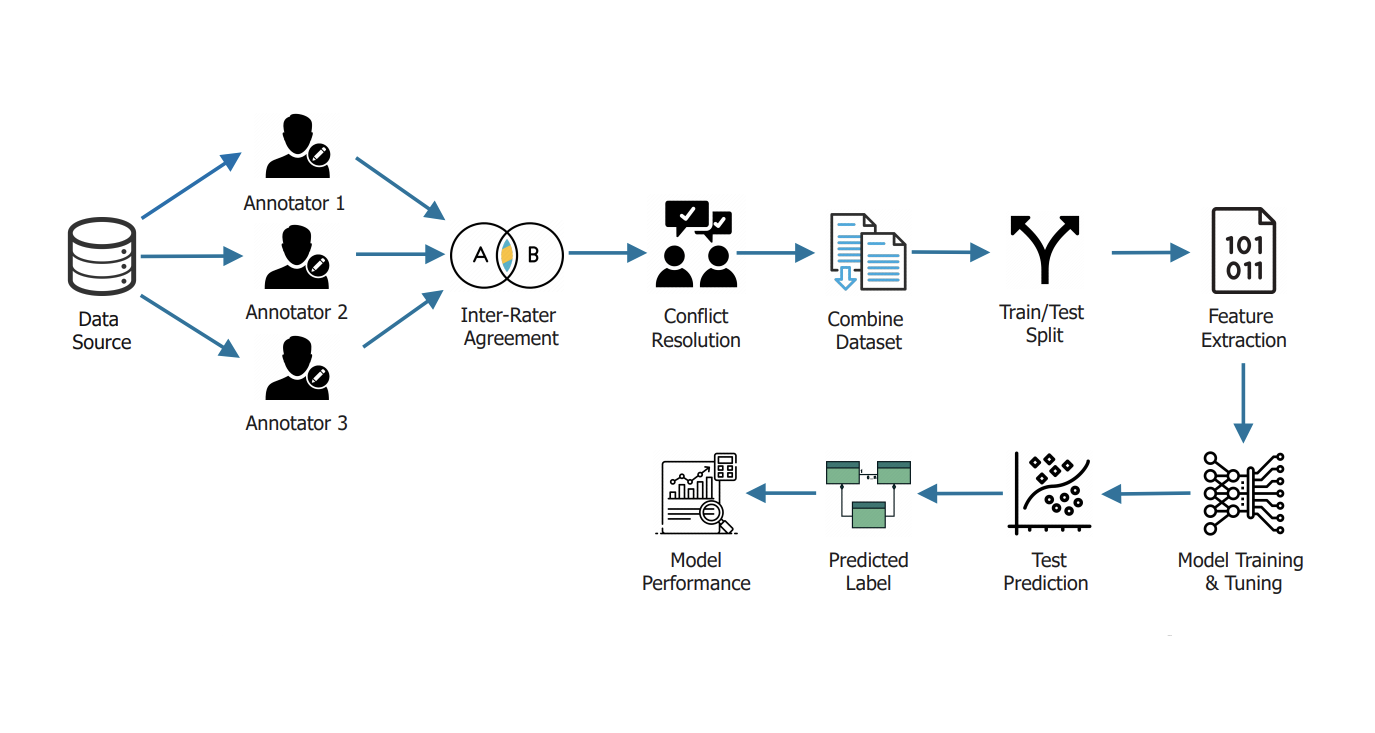 Annotator 1
Annotator 2
Annotator 3
Data
Source
A
B
Inter-Rater
Agreement
Conflict
Resolution
Combine
Dataset
Train/Test
Split
101
011
Feature
Extraction
Model Training
& Tuning
Test
Prediction
Predicted
Label
Model
Performance